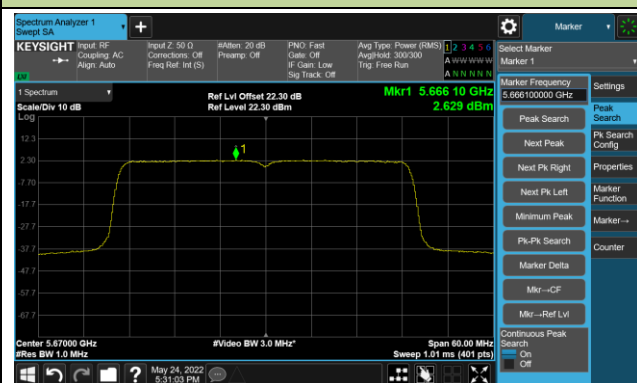 Spectrum Analyzer 1
Swept SA
Marker
KEYSIGHT
Input: RF
Coupling: AC
Align: Auto
Input Z: 50 Ω
Corrections: Off
Freq Ref: Int (S)
#Atten: 20 dB
Preamp: Off
PNO: Fast
Gate: Off
IF Gain: Low
Sig Track: Off
Avg Type: Power (RMS)
Avg|Hold: 300/300
Trig: Free Run
1 2 3 4 5 6
A W W W W W
A N N N N N
Select Marker
Marker 1
1 Spectrum
Scale/Div 10 dB
Log
Ref Lvl Offset 22.30 dB
Ref Level 22.30 dBm
Mkr1 5.666 10 GHz
2.629 dBm
12.3
2.30
-7.70
-17.7
-27.7
-37.7
-47.7
-57.7
-67.7
1
Center 5.67000 GHz
#Res BW 1.0 MHz
#Video BW 3.0 MHz*
Span 60.00 MHz
Sweep 1.01 ms (401 pts)
Marker Frequency
5.666100000 GHz
Peak Search
Next Peak
Next Pk Right
Next Pk Left
Minimum Peak
Pk-Pk Search
Marker Delta
Mkr→CF
Mkr→Ref Lvl
Continuous Peak
Search
On
Off
Settings
Peak
Search
Pk Search
Config
Properties
Marker
Function
Marker→
Counter
May 24, 2022
5:31:03 PM